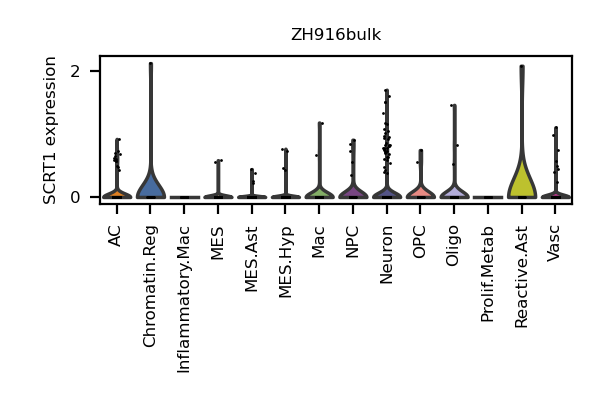 ZH916bulk
SCRT1 expression
2
0
AC
Chromatin.Reg
Inflammatory.Mac
MES
MES.Ast
MES.Hyp
Mac
NPC
Neuron
OPC
Oligo
Prolif.Metab
Reactive.Ast
Vasc